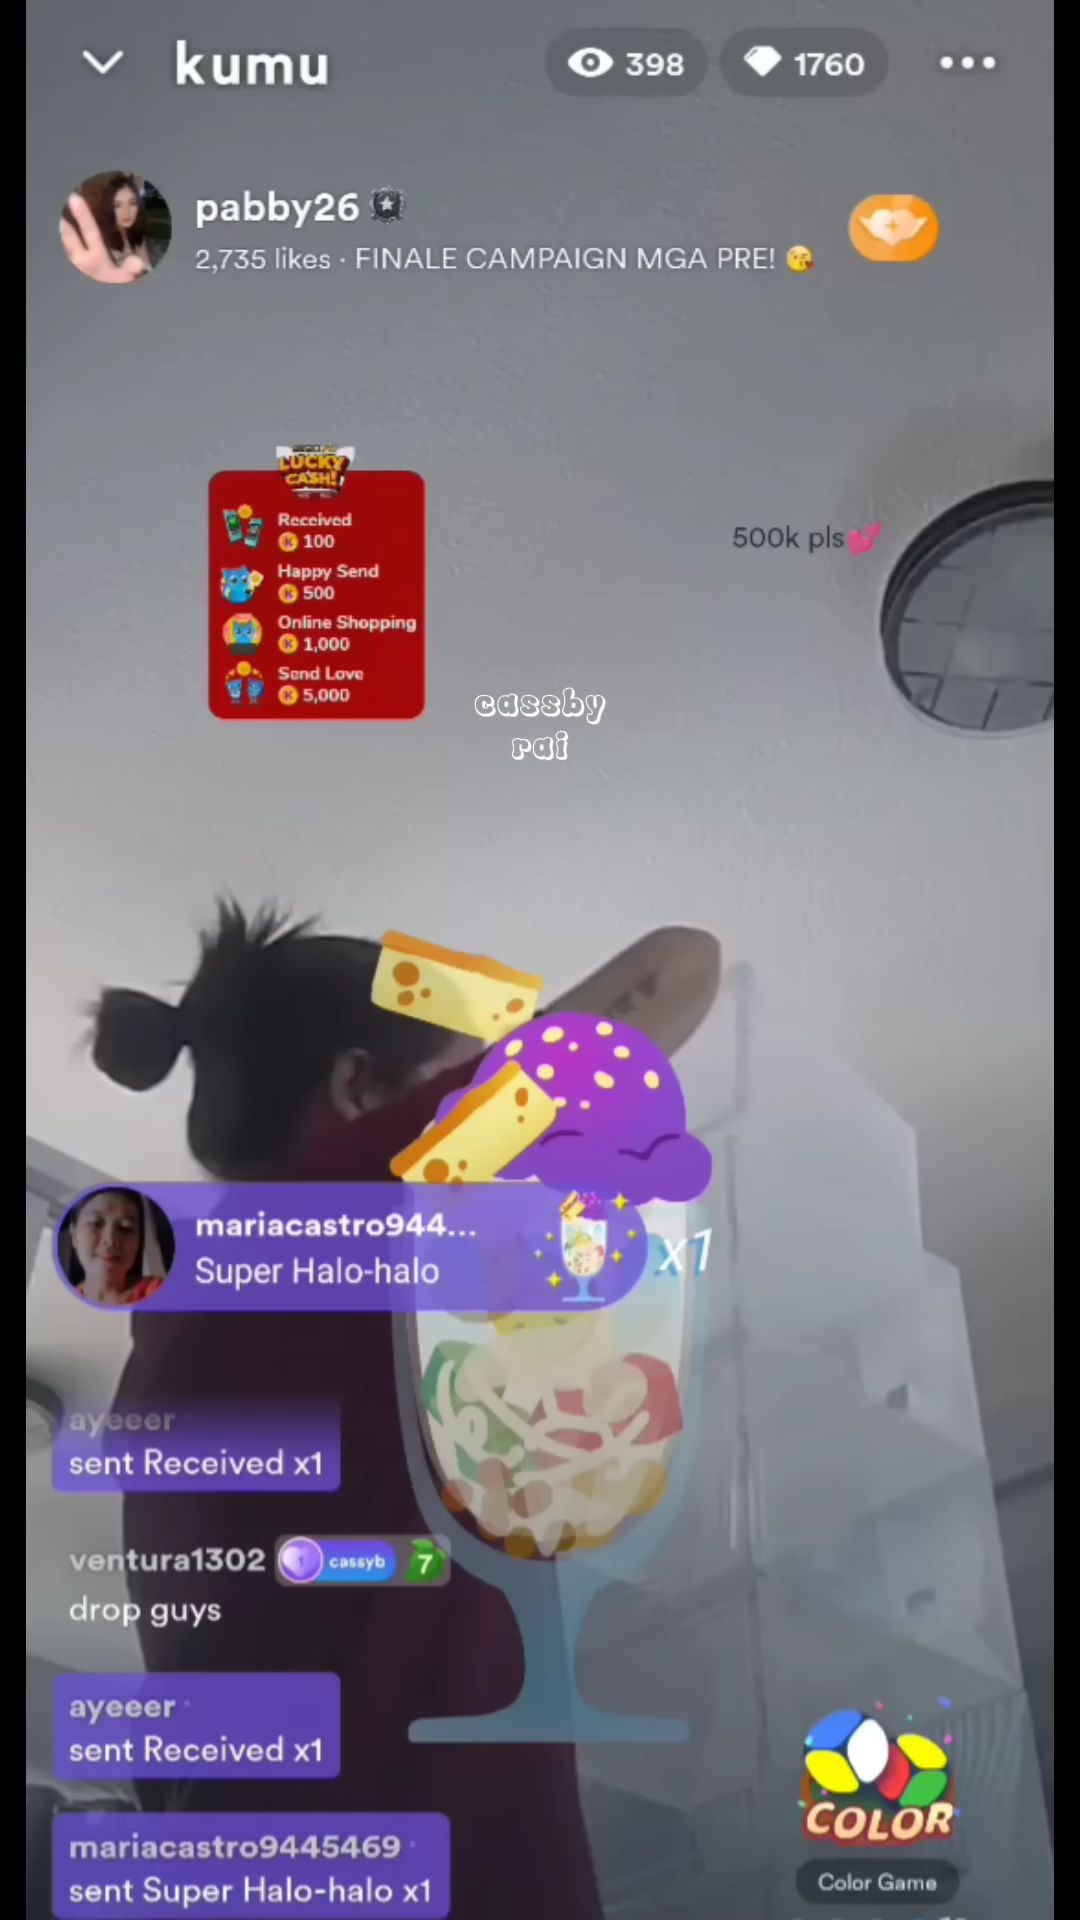 kumu
398
1760
pabby26
2,735 likes · FINALE CAMPAIGN MGA PRE! 😘
LUCKY
CASH!
Received
K 100
Happy Send
K 500
Online Shopping
K 1,000
Send Love
K 5,000
500k pls💕
cassby
rai
mariacastro944...
Super Halo-halo
x1
ayeeer
sent Received x1
ventura1302 1 cassyb 7
drop guys
ayeeer
sent Received x1
mariacastro9445469
sent Super Halo-halo x1
COLOR
Color Game